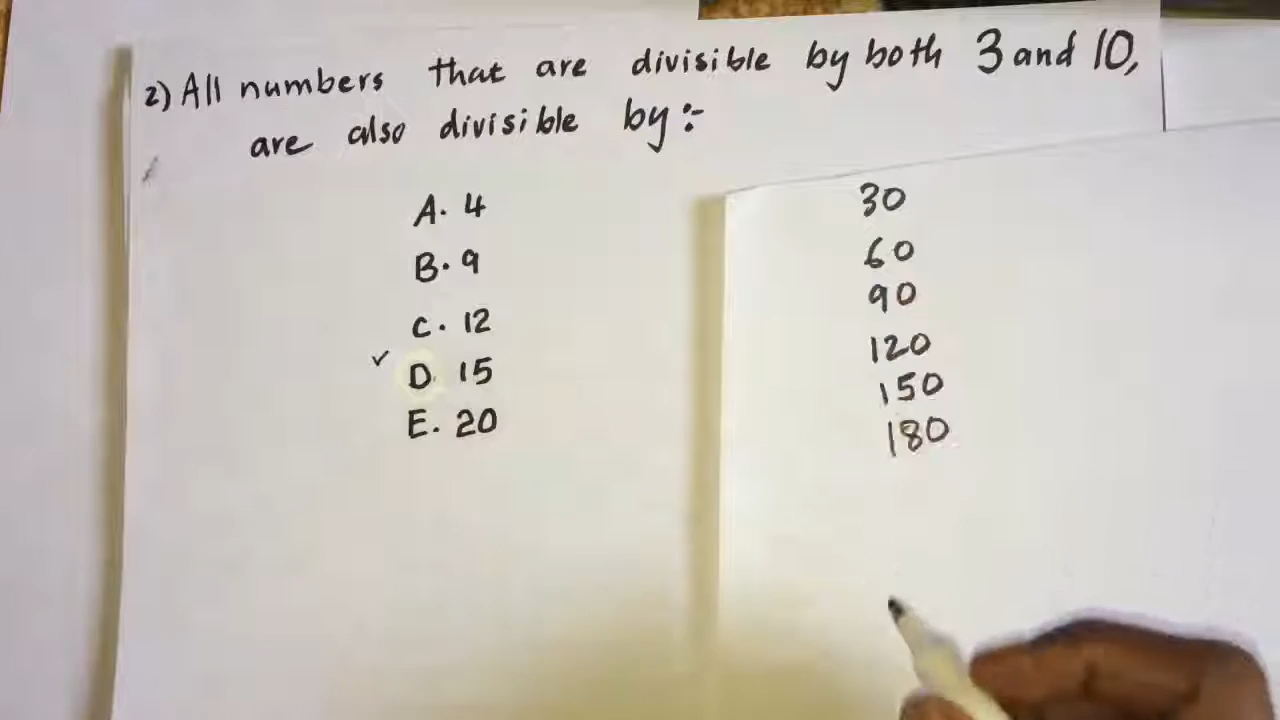 2) All numbers that are divisible by both 3 and 10,
are also divisible by:-
A. 4
B. 9
C. 12
✓ D. 15
E. 20
30
60
90
120
150
180